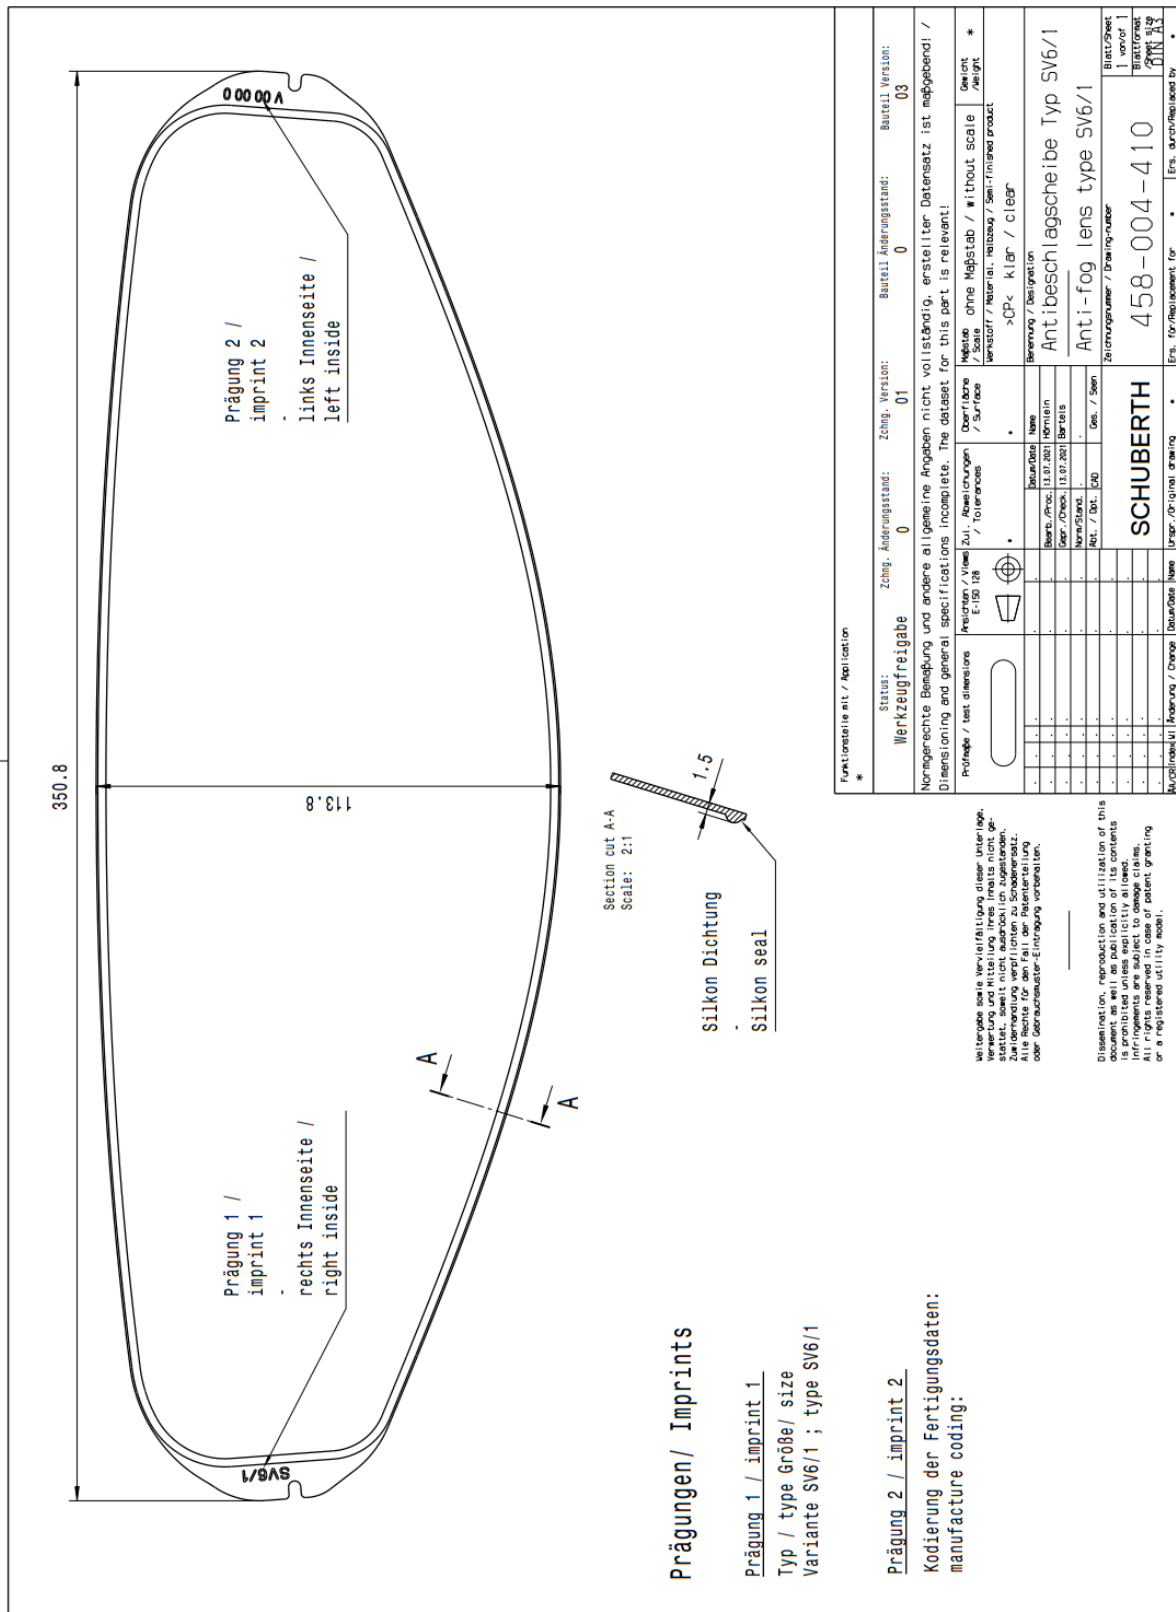 350.8
113.8
SV6/1
V 00 00 0
Prägung 1 /
imprint 1
-
rechts Innenseite /
right inside
Prägung 2 /
imprint 2
-
links Innenseite /
left inside
A
A
Section cut A-A
Scale: 2:1
1.5
Silkon Dichtung
-
Silkon seal
Prägungen/ Imprints
Prägung 1 / imprint 1
Typ / type Größe/ size
Variante SV6/1 ; type SV6/1
Prägung 2 / imprint 2
Kodierung der Fertigungsdaten:
manufacture coding:
Weitergabe sowie Vervielfältigung dieser Unterlage,
Verwertung und Mitteilung ihres Inhalts nicht ge-
stattet, soweit nicht ausdrücklich zugestanden.
Zuwiderhandlung verpflichten zu Schadenersatz.
Alle Rechte für den Fall der Patenterteilung
oder Gebrauchsmuster-Eintragung vorbehalten.
Dissemination, reproduction and utilization of this
document as well as publication of its contents
is prohibited unless explicitly allowed.
Infringements are subject to damage claims.
All rights reserved in case of patent granting
or a registered utility model.
Funktionsteile mit / Application
*
Status: Zchng. Änderungsstand: Zchng. Version: Bauteil Änderungsstand: Bauteil Version:
Werkzeugfreigabe 0 01 0 03
Normgerechte Bemaßung und andere allgemeine Angaben nicht vollständig, erstellter Datensatz ist maßgebend! /
Dimensioning and general specifications incomplete. The dataset for this part is relevant!
Prüfmaße / test dimensions
Ansichten / Views
E-ISO 128
Zul. Abweichungen
/ Tolerances
*
Oberfläche
/ Surface
*
Maßstab
/ Scale
ohne Maßstab / without scale
Gewicht
/Weight
*
Werkstoff / Material, Halbzeug / Semi-finished product
>CP< klar / clear
Datum/Date Name
Bearb./Proc. 13.07.2021 Hörnlein
Gepr./Check. 13.07.2021 Bartels
Norm/Stand. .
Abt. / Dpt. CAD Ges. / Seen
Benennung / Designation
Antibeschlagscheibe Typ SV6/1
Anti-fog lens type SV6/1
SCHUBERTH
Zeichnungsnummer / Drawing-number
458-004-410
Blatt/Sheet
1 von/of 1
Blattformat
/Sheet size
DIN A3
Änderung / Change Datum/Date Name
Urspr./Original drawing *
Ers. für/Replacement for *
Ers. durch/Replaced by *